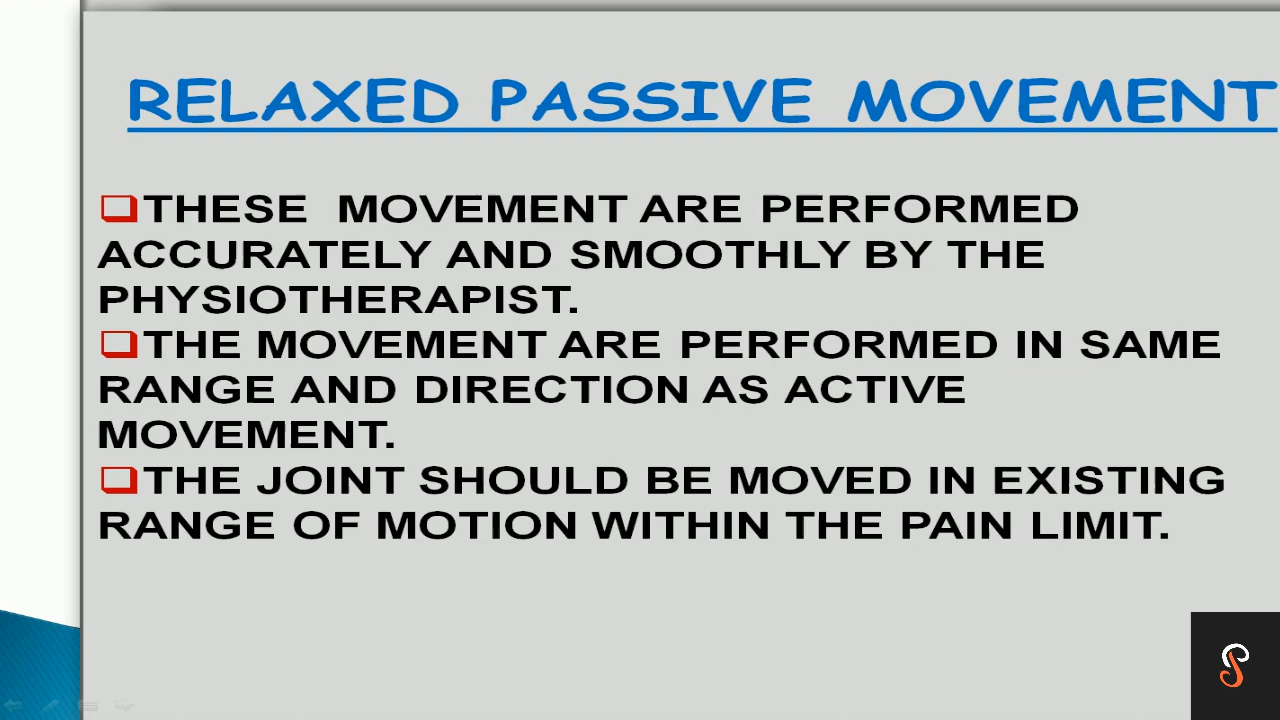 RELAXED PASSIVE MOVEMENT
THESE MOVEMENT ARE PERFORMED
ACCURATELY AND SMOOTHLY BY THE
PHYSIOTHERAPIST.
THE MOVEMENT ARE PERFORMED IN SAME
RANGE AND DIRECTION AS ACTIVE
MOVEMENT.
THE JOINT SHOULD BE MOVED IN EXISTING
RANGE OF MOTION WITHIN THE PAIN LIMIT.